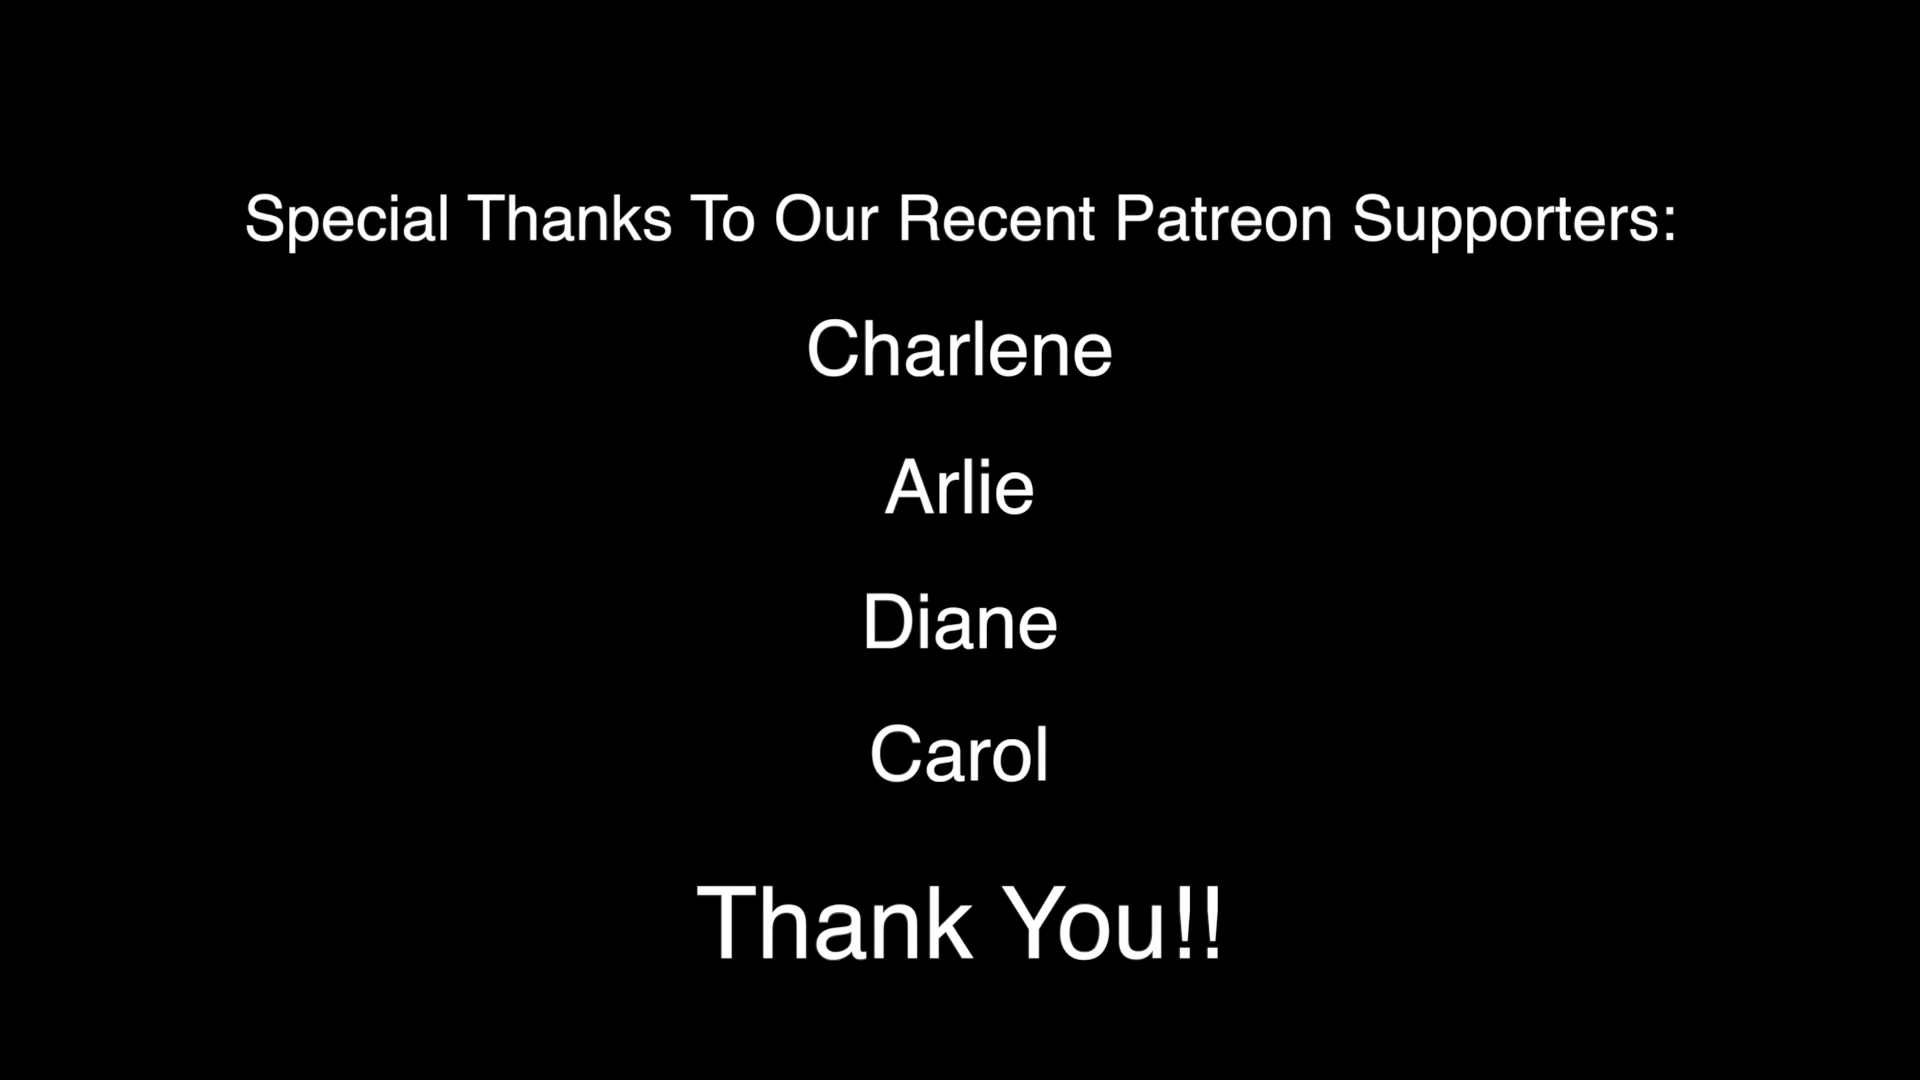 Special Thanks To Our Recent Patreon Supporters:
Charlene
Arlie
Diane
Carol
Thank You!!